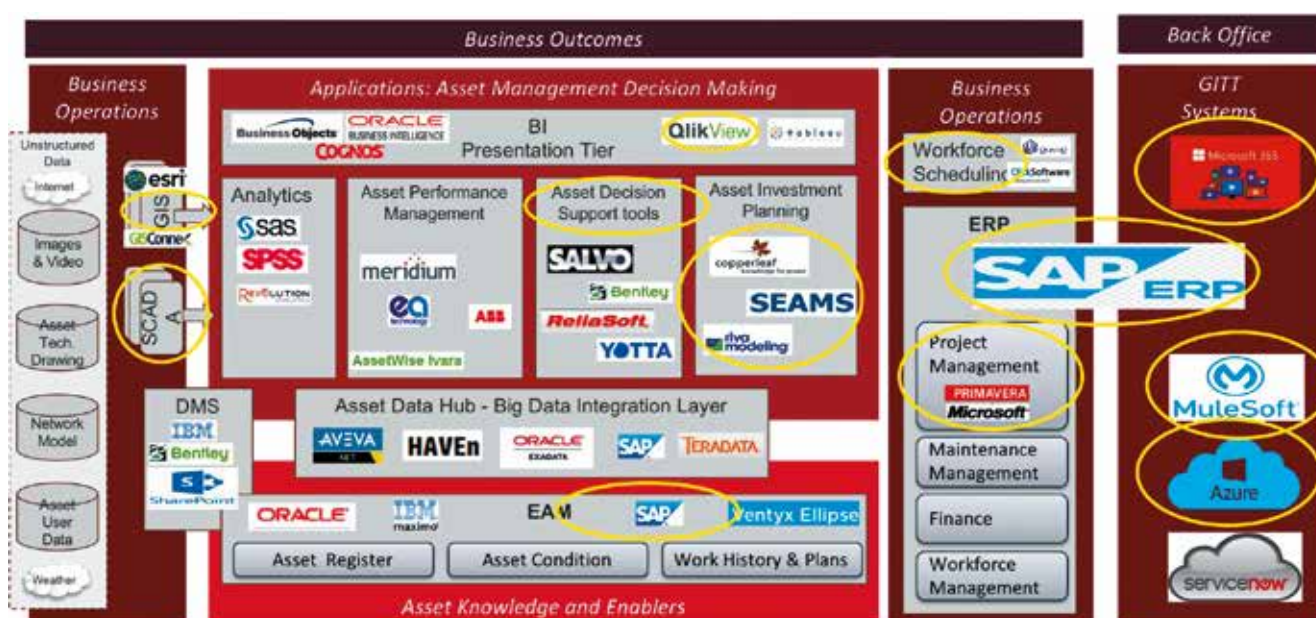 Business Outcomes
Back Office
Business
Operations
Unstructured
Data
Internet
Images
& Video
Asset
Tech.
Drawing
Network
Model
Asset
User
Data
Weather
esri
GIS
SCAD
A
DMS
IBM
Bentley
SharePoint
Applications: Asset Management Decision Making
BusinessObjects
ORACLE
BUSINESS INTELLIGENCE
COGNOS
BI
Presentation Tier
QlikView
tableau
Analytics
sas
SPSS
REVOLUTION
Asset Performance
Management
meridium
ea
technology
ABB
AssetWise Ivara
Asset Decision
Support tools
SALVO
Bentley
ReliaSoft
YOTTA
Asset Investment
Planning
copperleaf
SEAMS
riva
modeling
Asset Data Hub - Big Data Integration Layer
AVEVA
NET
HAVEn
ORACLE
EXADATA
SAP
TERADATA
ORACLE
IBM
maximo
EAM
SAP
Ventyx Ellipse
Asset Register
Asset Condition
Work History & Plans
Asset Knowledge and Enablers
Business
Operations
Workforce
Scheduling
ClickSoftware
ERP
SAP ERP
Project
Management
PRIMAVERA
Microsoft
Maintenance
Management
Finance
Workforce
Management
GITT
Systems
Microsoft 365
MuleSoft
Azure
servicenow